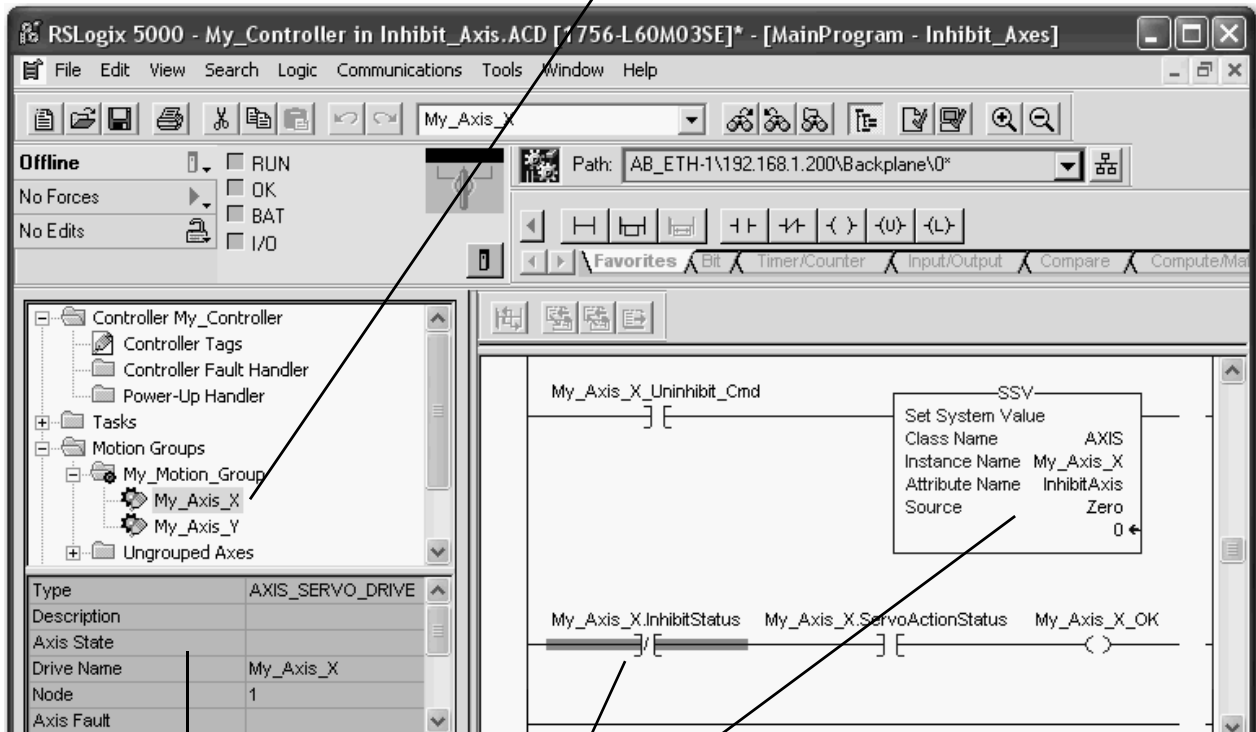 RSLogix 5000 - My_Controller in Inhibit_Axis.ACD [1756-L60M03SE]* - [MainProgram - Inhibit_Axes]
File Edit View Search Logic Communications Tools Window Help
My_Axis_X
Offline
RUN
Path: AB_ETH-1\192.168.1.200\Backplane\0*
No Forces
OK
BAT
No Edits
I/O
Favorites Bit Timer/Counter Input/Output Compare
Controller My_Controller
Controller Tags
Controller Fault Handler
Power-Up Handler
Tasks
Motion Groups
My_Motion_Group
My_Axis_X
My_Axis_Y
Ungrouped Axes
Type AXIS_SERVO_DRIVE
Description
Axis State
Drive Name My_Axis_X
Node 1
Axis Fault
My_Axis_X_Uninhibit_Cmd
SSV
Set System Value
Class Name AXIS
Instance Name My_Axis_X
Attribute Name InhibitAxis
Source Zero
0
My_Axis_X.InhibitStatus My_Axis_X.ServoActionStatus My_Axis_X_OK